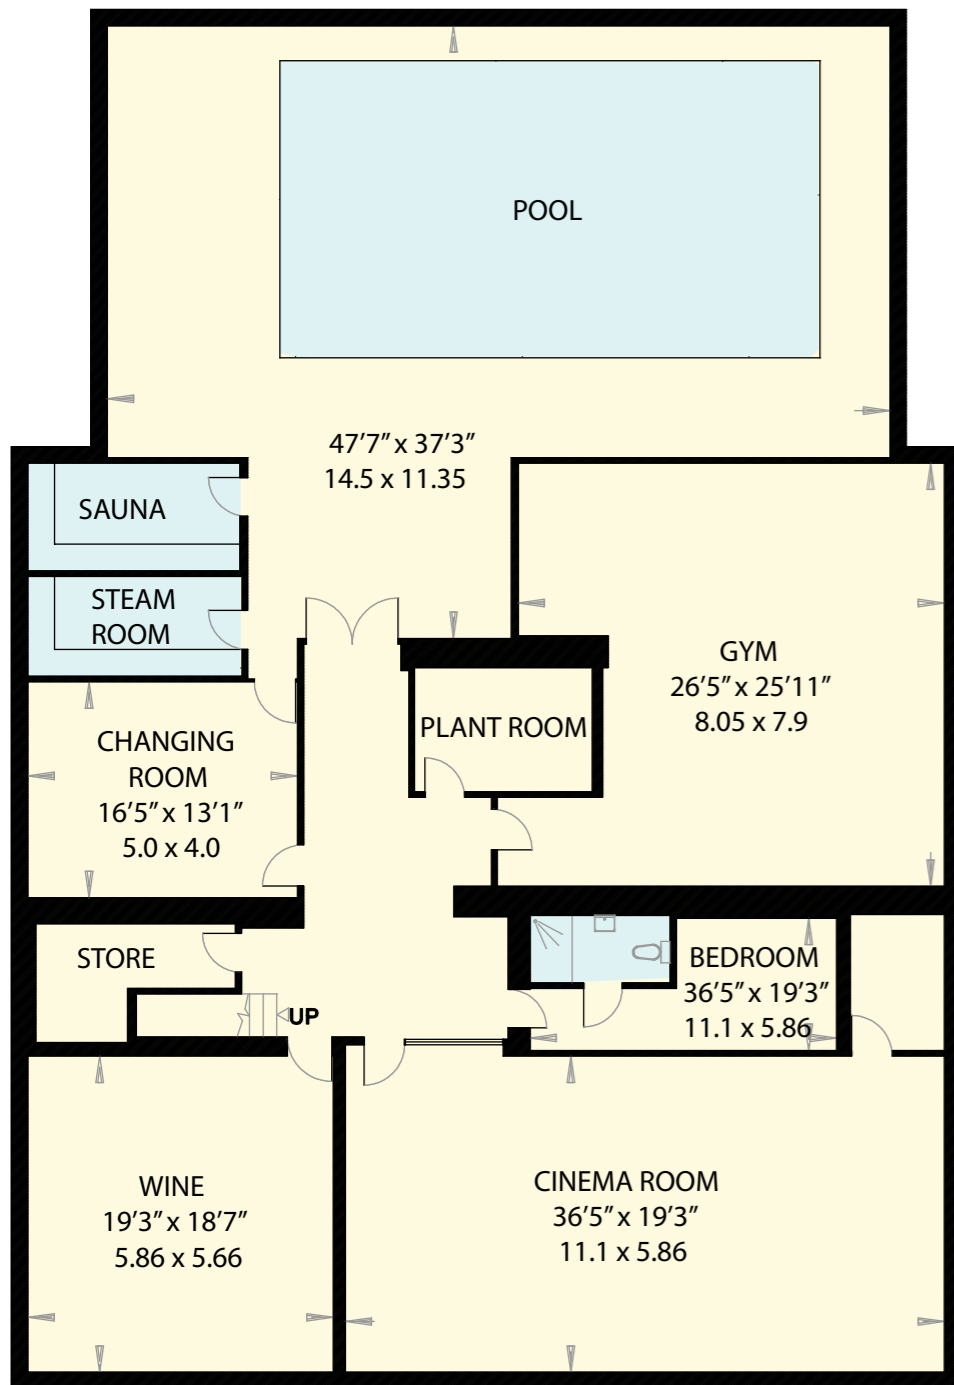 POOL
47’7” x 37’3”
14.5 x 11.35
SAUNA
STEAM
ROOM
GYM
26’5” x 25’11”
8.05 x 7.9
PLANT ROOM
CHANGING
ROOM
16’5” x 13’1”
5.0 x 4.0
STORE
BEDROOM
36’5” x 19’3”
11.1 x 5.86
UP
WINE
19’3” x 18’7”
5.86 x 5.66
CINEMA ROOM
36’5” x 19’3”
11.1 x 5.86